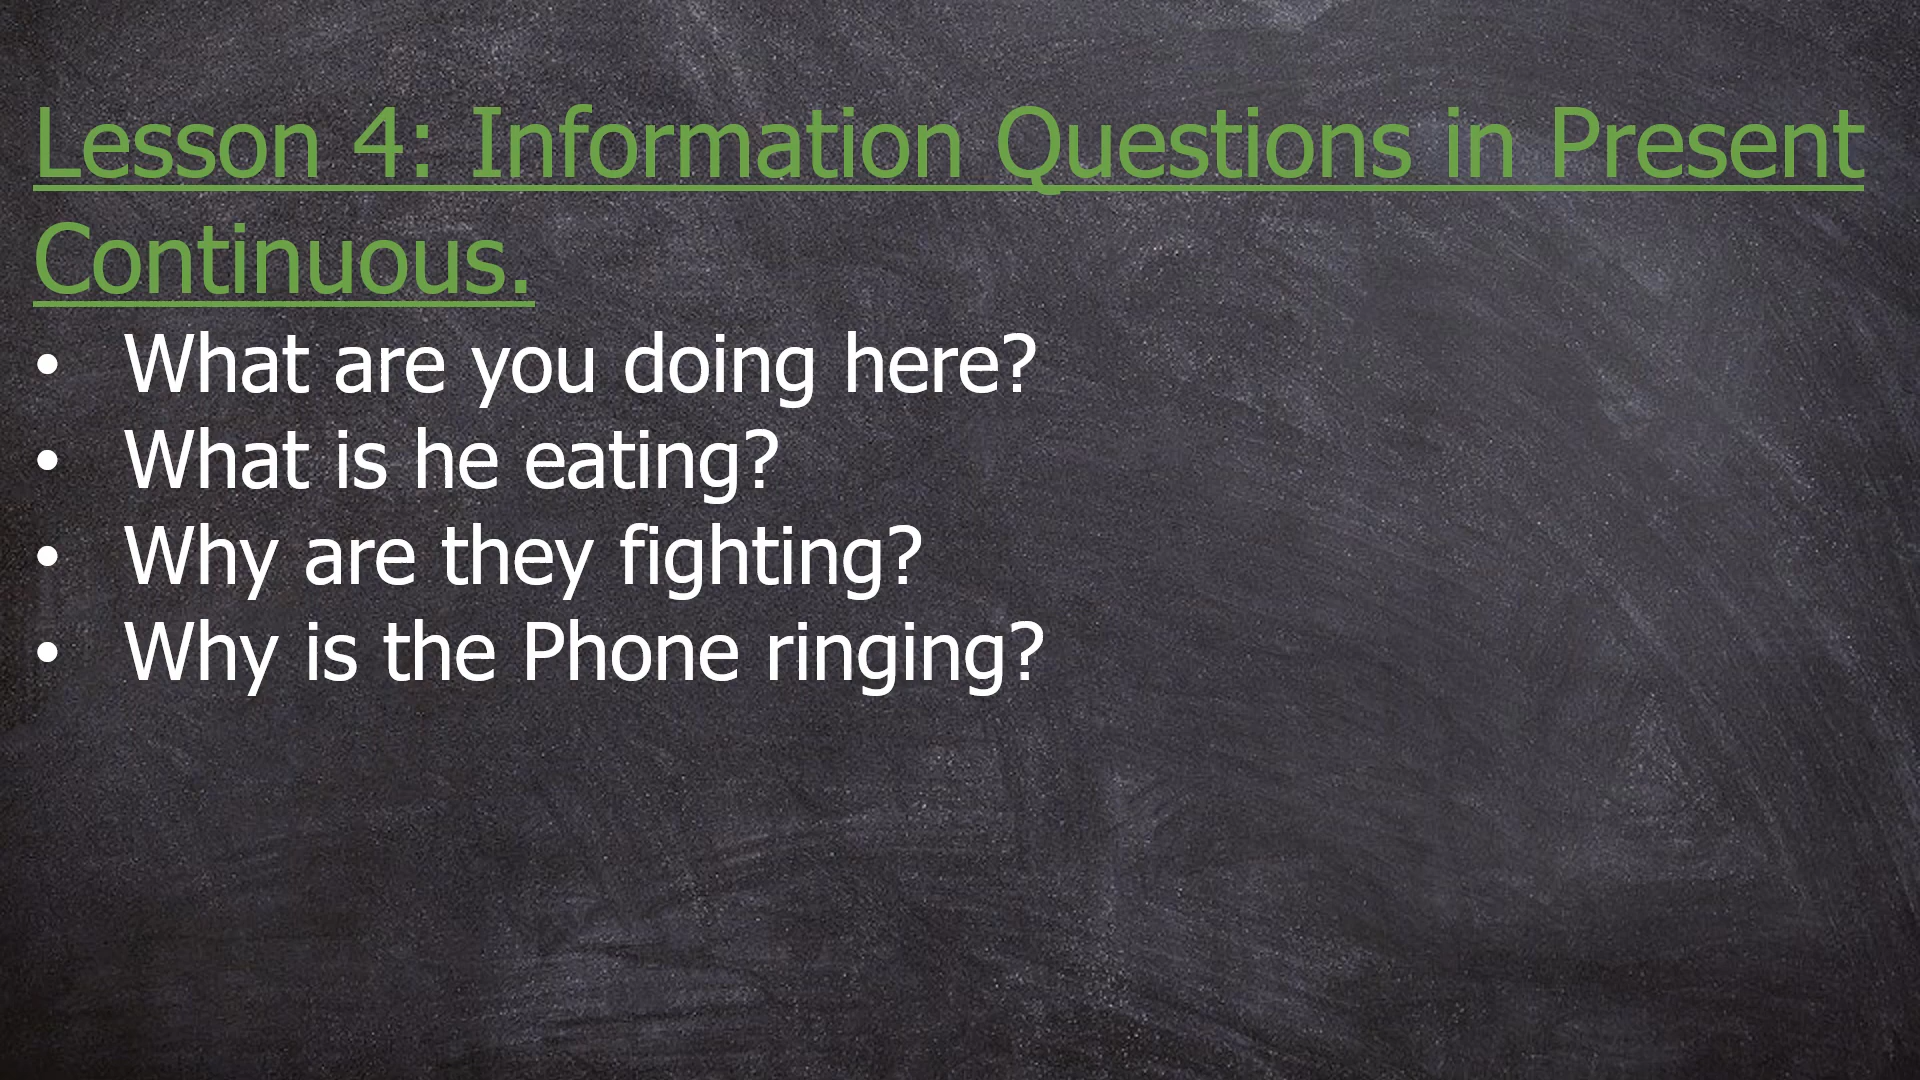 Lesson 4: Information Questions in Present
Continuous.
• What are you doing here?
• What is he eating?
• Why are they fighting?
• Why is the Phone ringing?